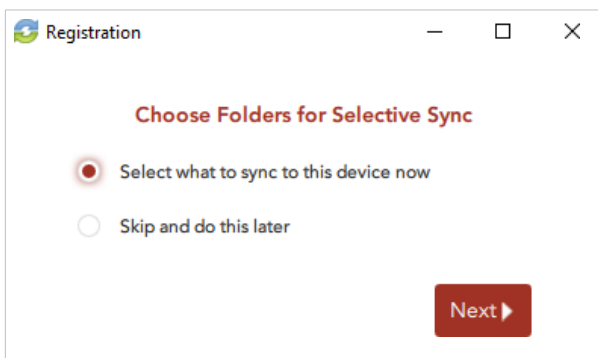 Registration
Choose Folders for Selective Sync
Select what to sync to this device now
Skip and do this later
Next